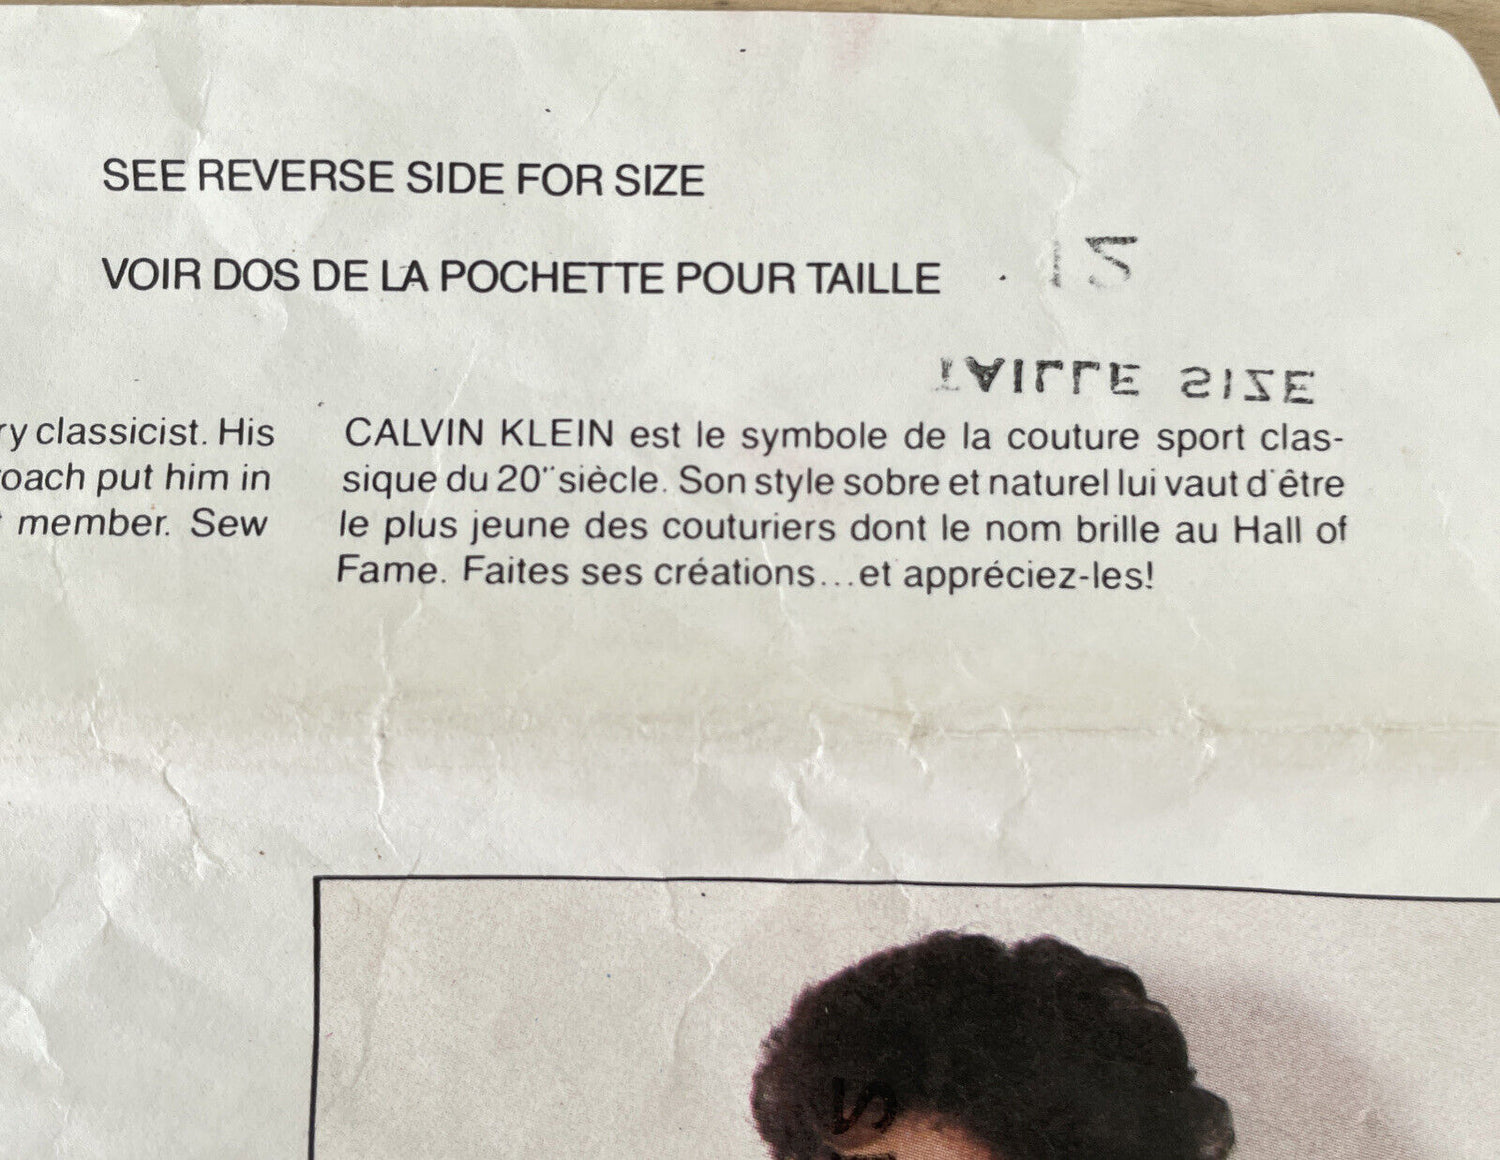 SEE REVERSE SIDE FOR SIZE
VOIR DOS DE LA POCHETTE POUR TAILLE
12
TAILLE SIZE
classicist. His
put him in
member. Sew
CALVIN KLEIN est le symbole de la couture sport clas-
sique du 20'' siècle. Son style sobre et naturel lui vaut d'être
le plus jeune des couturiers dont le nom brille au Hall of
Fame. Faites ses créations...et appréciez-les!